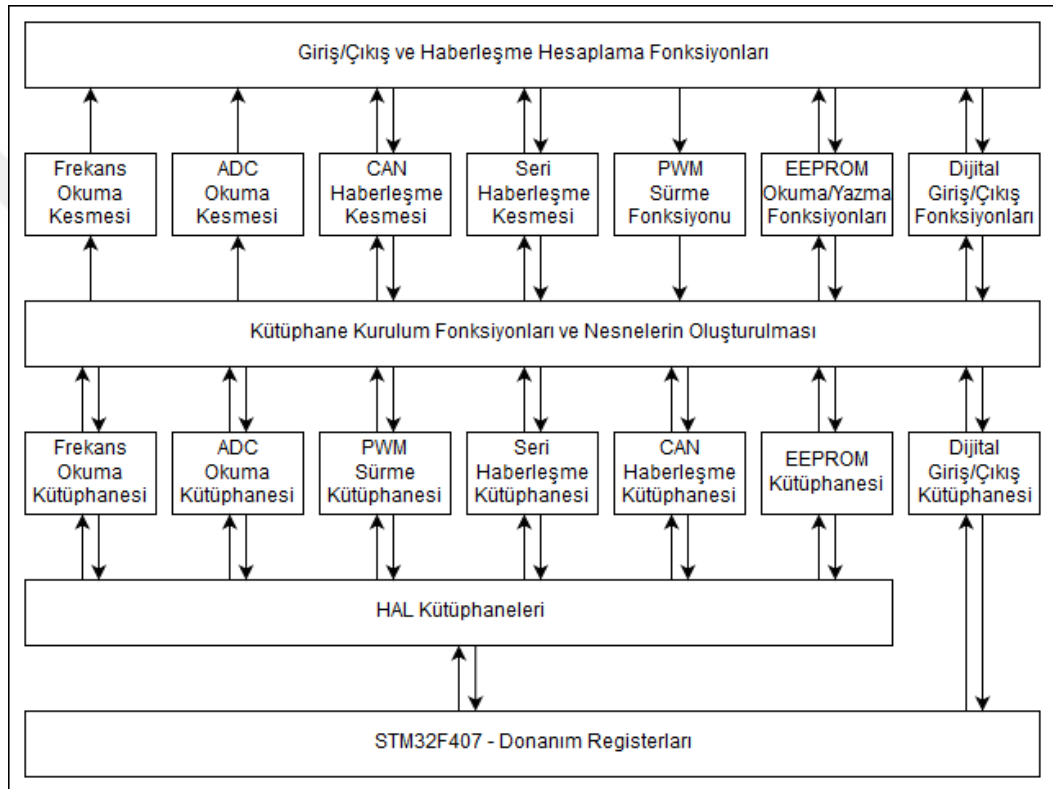 Giriş/Çıkış ve Haberleşme Hesaplama Fonksiyonları
Frekans
Okuma
Kesmesi
ADC
Okuma
Kesmesi
CAN
Haberleşme
Kesmesi
Seri
Haberleşme
Kesmesi
PWM
Sürme
Fonksiyonu
EEPROM
Okuma/Yazma
Fonksiyonları
Dijital
Giriş/Çıkış
Fonksiyonları
Kütüphane Kurulum Fonksiyonları ve Nesnelerin Oluşturulması
Frekans
Okuma
Kütüphanesi
ADC
Okuma
Kütüphanesi
PWM
Sürme
Kütüphanesi
Seri
Haberleşme
Kütüphanesi
CAN
Haberleşme
Kütüphanesi
EEPROM
Kütüphanesi
Dijital
Giriş/Çıkış
Kütüphanesi
HAL Kütüphaneleri
STM32F407 - Donanım Registerları